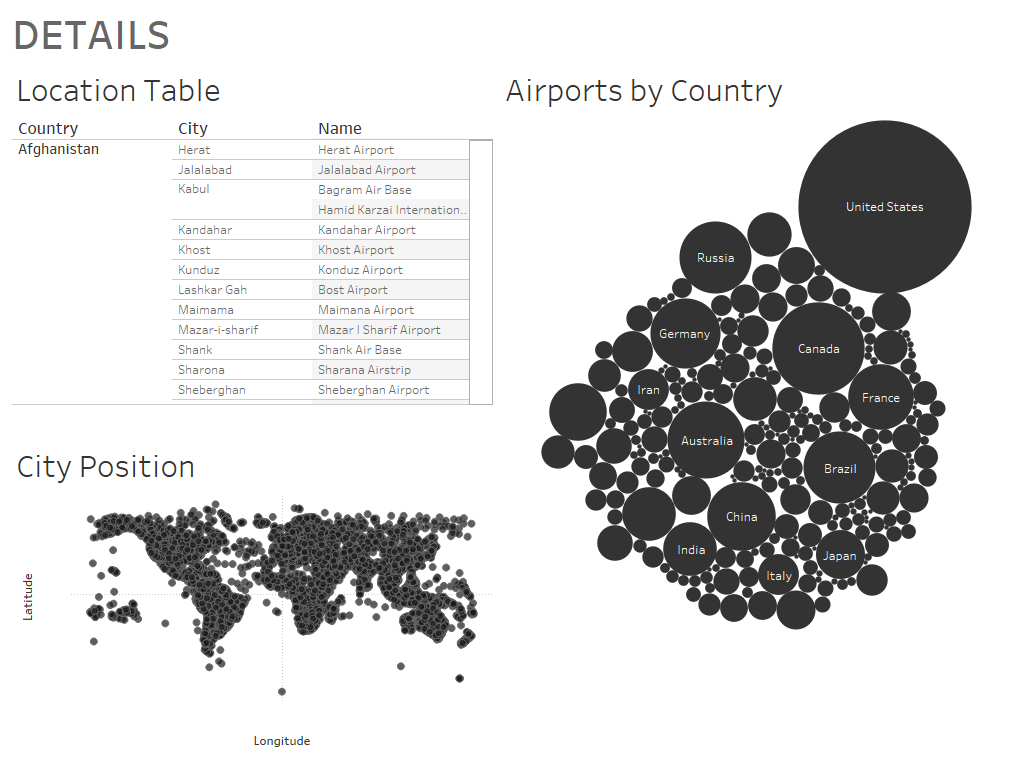 DETAILS
Location Table
Country City Name
Afghanistan Herat Herat Airport
Jalalabad Jalalabad Airport
Kabul Bagram Air Base
Hamid Karzai Internation..
Kandahar Kandahar Airport
Khost Khost Airport
Kunduz Konduz Airport
Lashkar Gah Bost Airport
Maimama Maimana Airport
Mazar-i-sharif Mazar I Sharif Airport
Shank Shank Air Base
Sharona Sharana Airstrip
Sheberghan Sheberghan Airport
City Position
Latitude
Longitude
Airports by Country
United States
Russia
Germany
Canada
Iran
France
Australia
Brazil
China
India
Japan
Italy